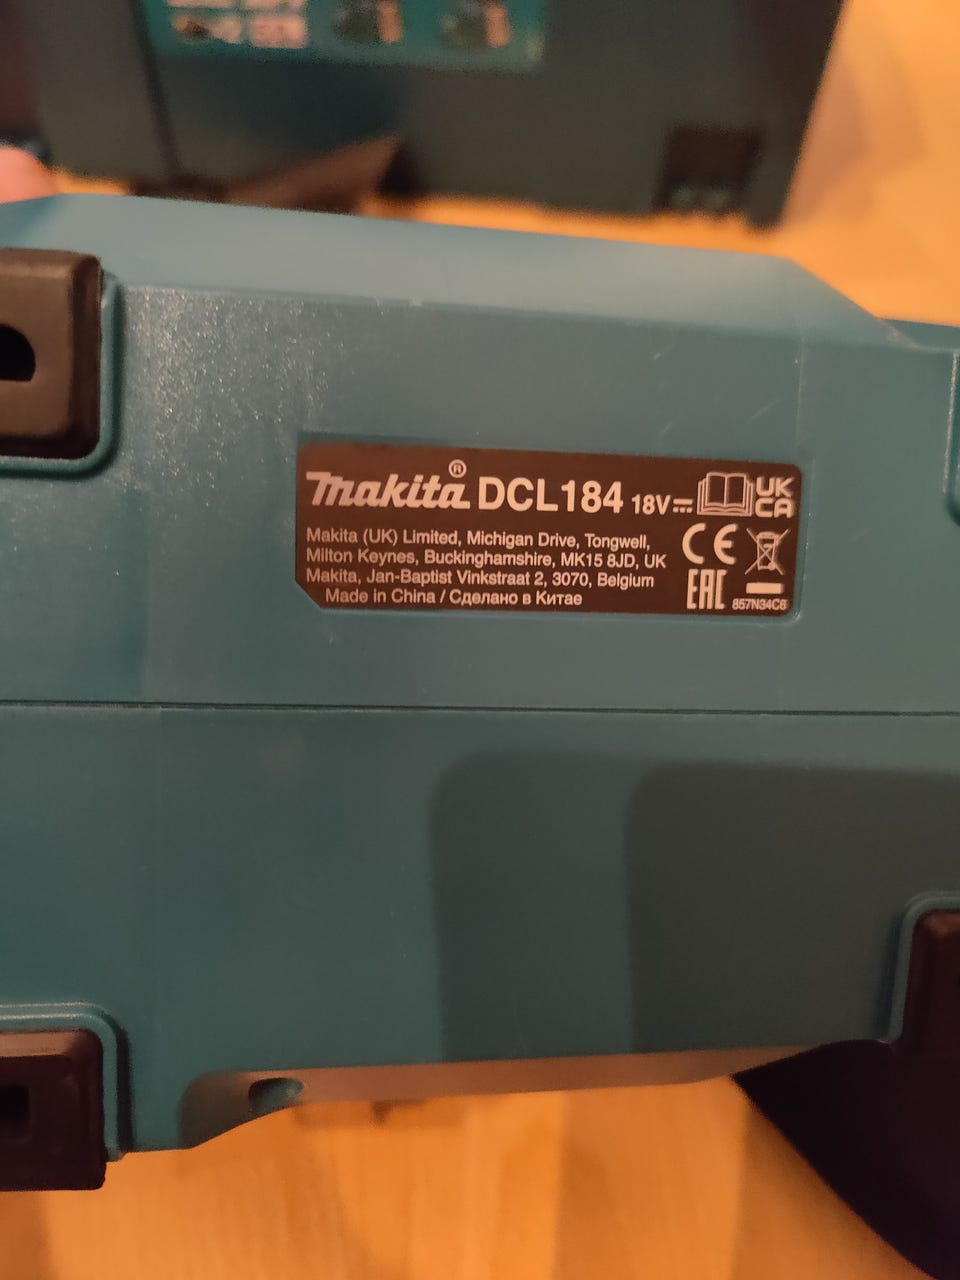 makita® DCL184 18V
UK
CA
Makita (UK) Limited, Michigan Drive, Tongwell,
Milton Keynes, Buckinghamshire, MK15 8JD, UK
Makita, Jan-Baptist Vinkstraat 2, 3070, Belgium
Made in China / Сделано в Китае
CE
EAC
857N34C6